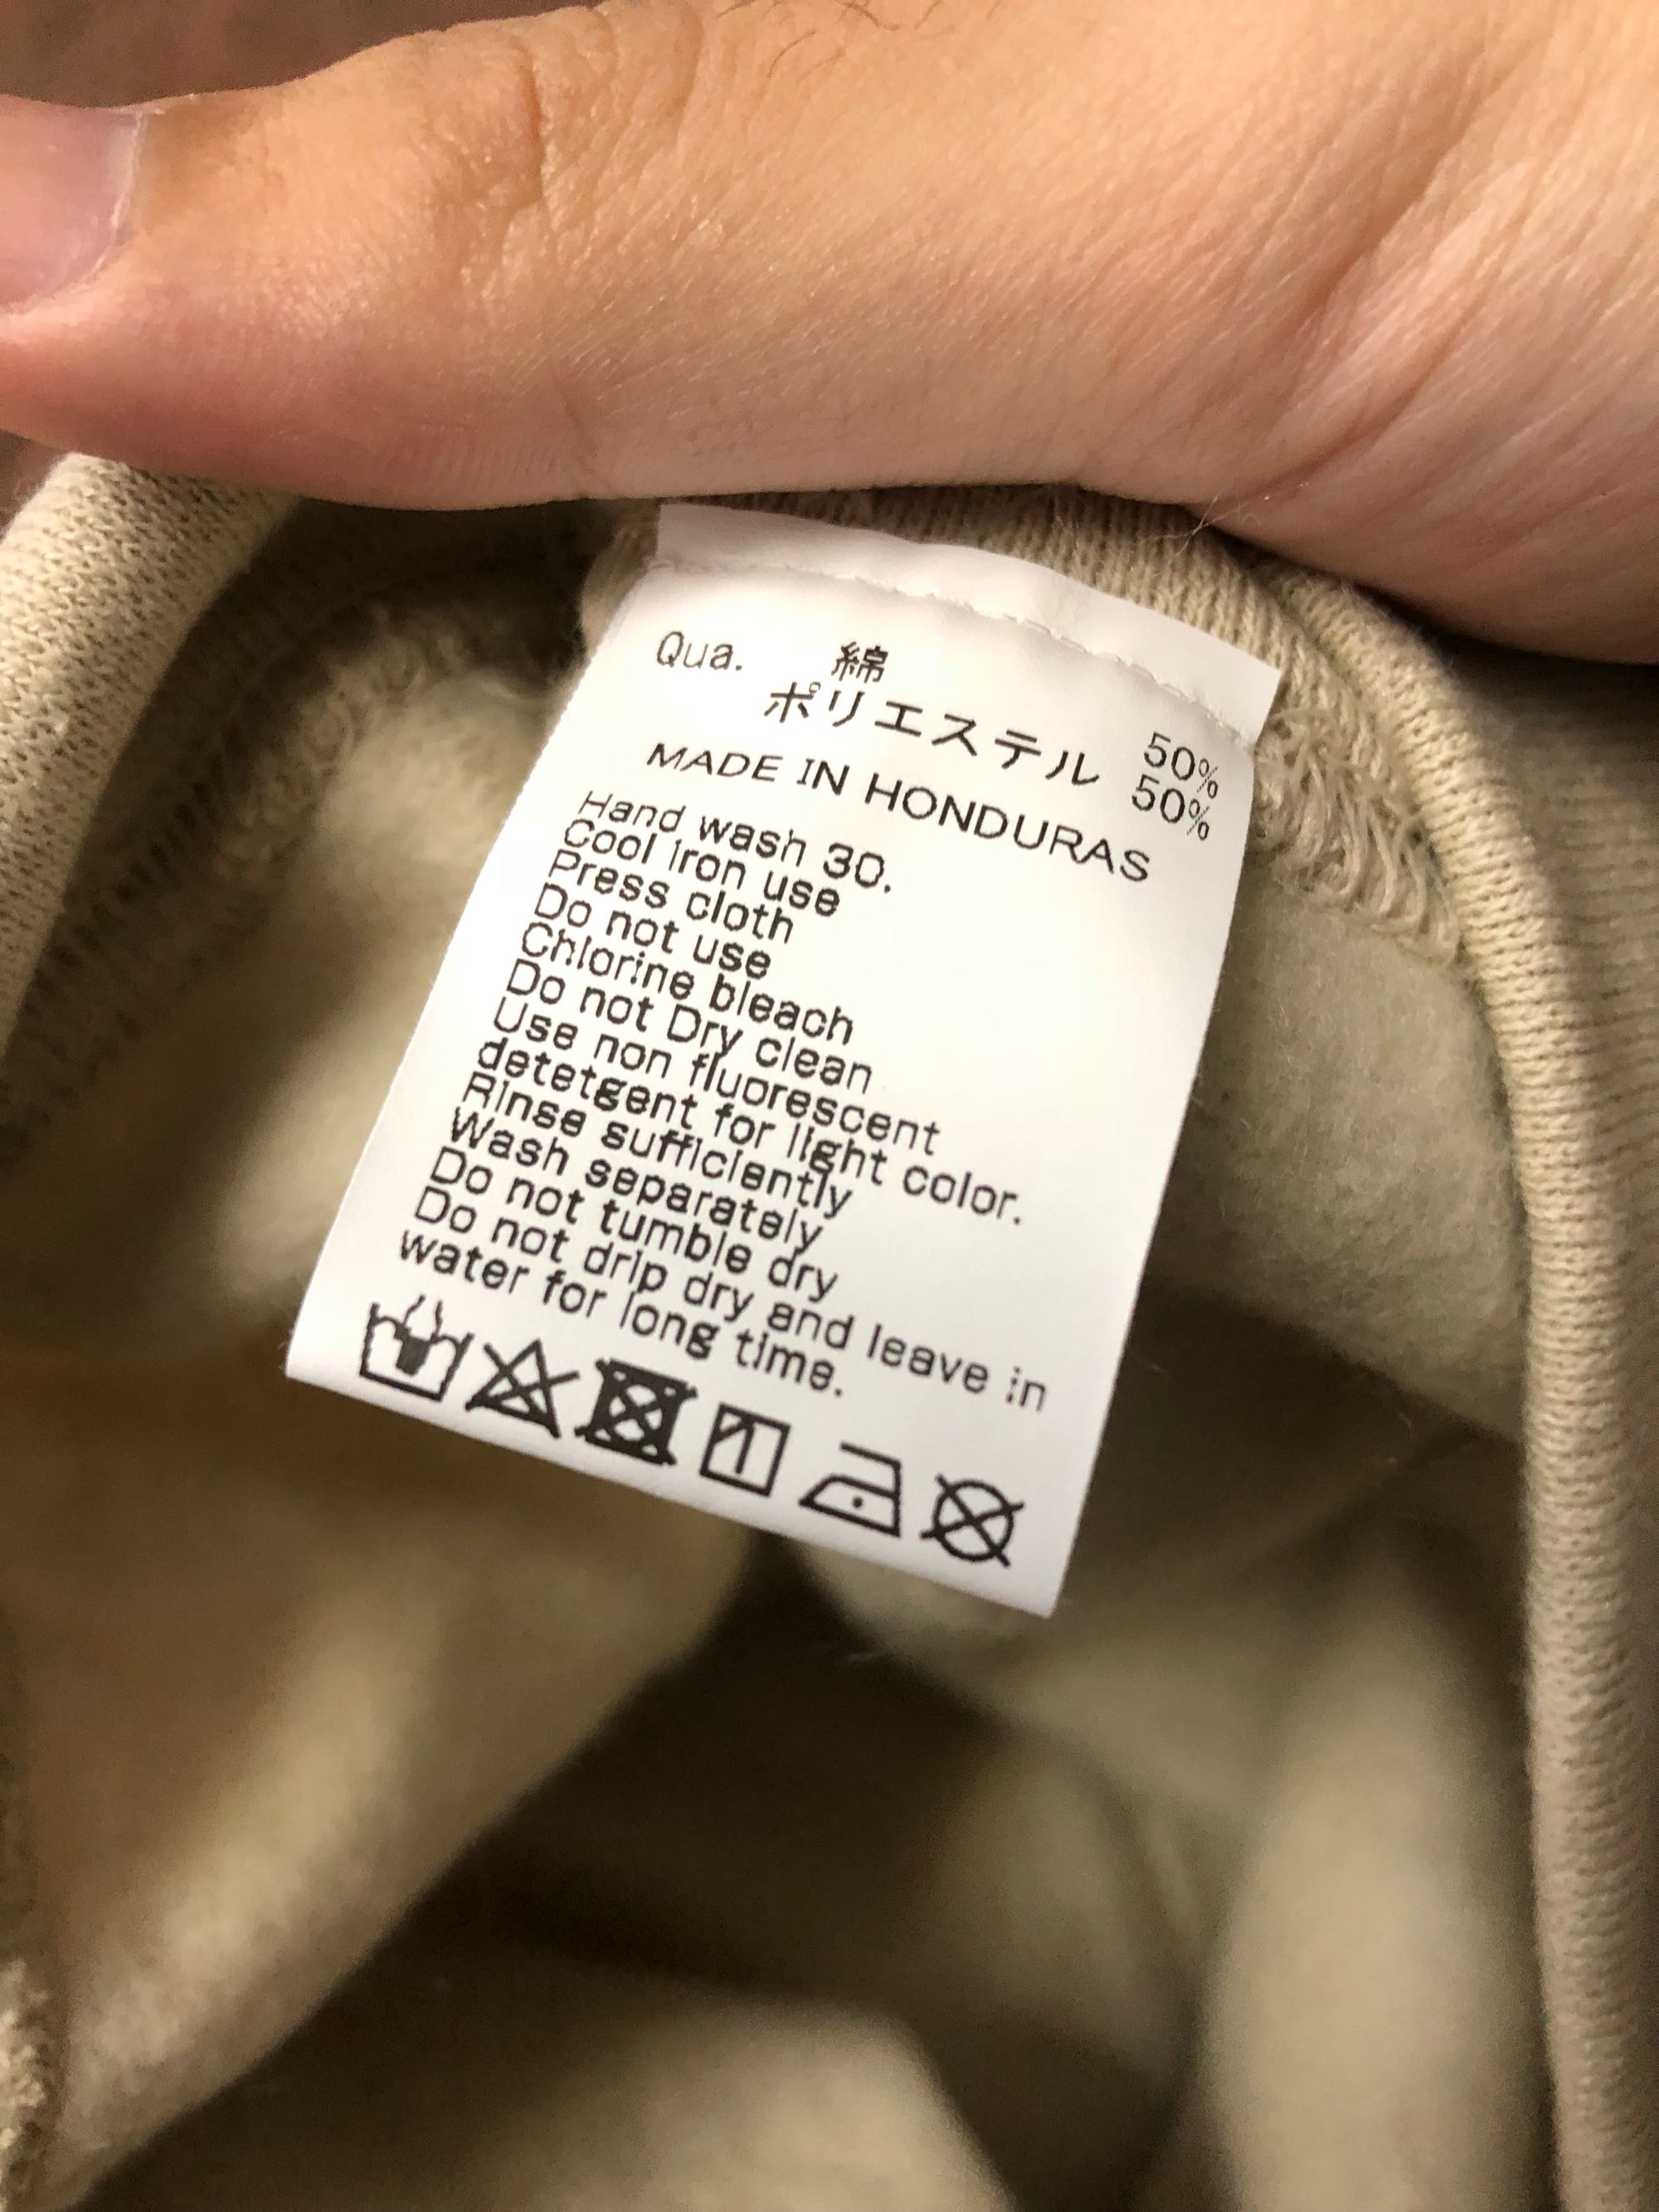 Qua. 綿 50%
ポリエステル 50%
MADE IN HONDURAS
Hand wash 30.
Cool iron use
Press cloth
Do not use
Chlorine bleach
Do not Dry clean
Use non fluorescent
detetgent for light color.
Rinse sufficiently
Wash separately
Do not tumble dry
Do not drip dry and leave in
water for long time.